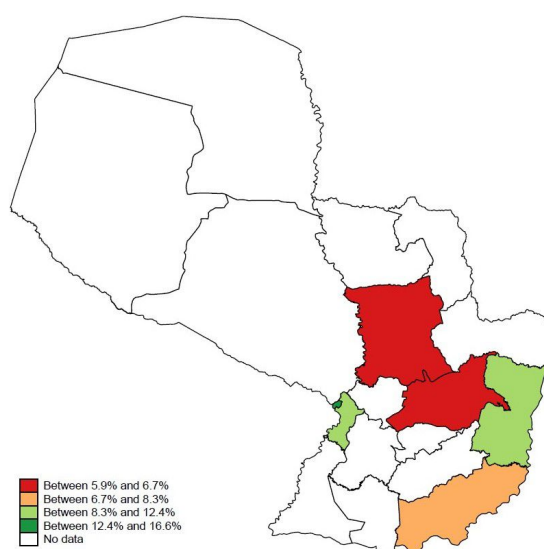 Between 5.9% and 6.7%
Between 6.7% and 8.3%
Between 8.3% and 12.4%
Between 12.4% and 16.6%
No data